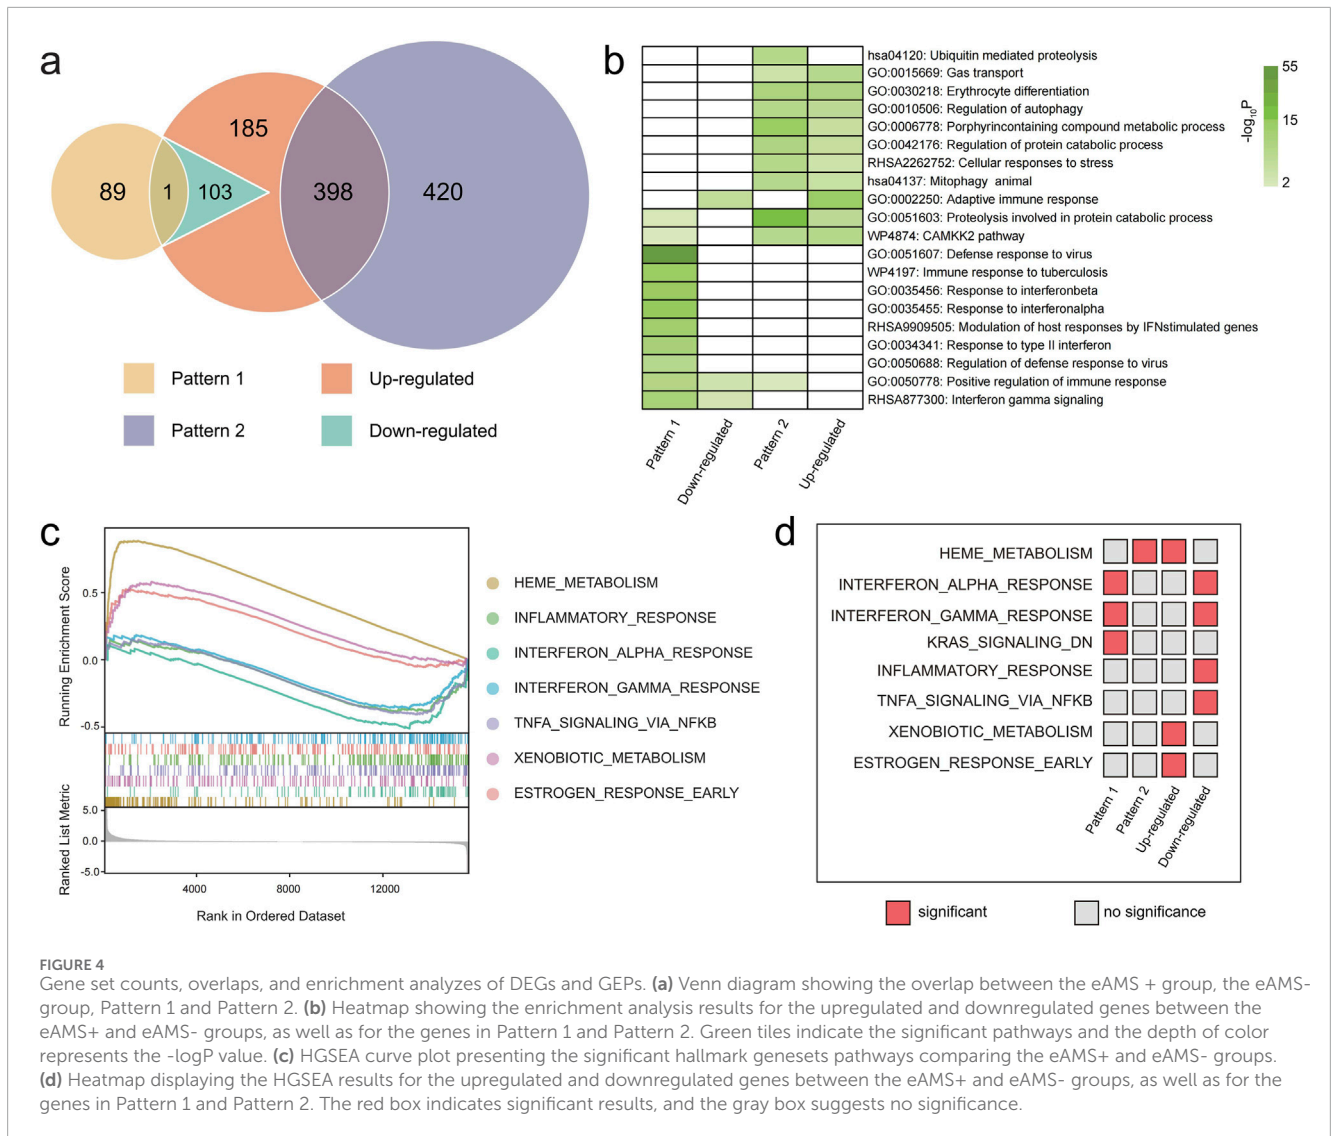 a
89
1
103
185
398
420
Pattern 1
Up-regulated
Pattern 2
Down-regulated
b
hsa04120: Ubiquitin mediated proteolysis
GO:0015669: Gas transport
GO:0030218: Erythrocyte differentiation
GO:0010506: Regulation of autophagy
GO:0006778: Porphyrincontaining compound metabolic process
GO:0042176: Regulation of protein catabolic process
RHSA2262752: Cellular responses to stress
hsa04137: Mitophagy animal
GO:0002250: Adaptive immune response
GO:0051603: Proteolysis involved in protein catabolic process
WP4874: CAMKK2 pathway
GO:0051607: Defense response to virus
WP4197: Immune response to tuberculosis
GO:0035456: Response to interferonbeta
GO:0035455: Response to interferonalpha
RHSA9909505: Modulation of host responses by IFNstimulated genes
GO:0034341: Response to type II interferon
GO:0050688: Regulation of defense response to virus
GO:0050778: Positive regulation of immune response
RHSA877300: Interferon gamma signaling
Pattern 1
Down-regulated
Pattern 2
Up-regulated
-log10P
55
15
2
c
Running Enrichment Score
0.5
0.0
-0.5
Ranked List Metric
5.0
0.0
-5.0
4000
8000
12000
Rank in Ordered Dataset
HEME_METABOLISM
INFLAMMATORY_RESPONSE
INTERFERON_ALPHA_RESPONSE
INTERFERON_GAMMA_RESPONSE
TNFA_SIGNALING_VIA_NFKB
XENOBIOTIC_METABOLISM
ESTROGEN_RESPONSE_EARLY
d
HEME_METABOLISM
INTERFERON_ALPHA_RESPONSE
INTERFERON_GAMMA_RESPONSE
KRAS_SIGNALING_DN
INFLAMMATORY_RESPONSE
TNFA_SIGNALING_VIA_NFKB
XENOBIOTIC_METABOLISM
ESTROGEN_RESPONSE_EARLY
Pattern 1
Pattern 2
Up-regulated
Down-regulated
significant
no significance
FIGURE 4
Gene set counts, overlaps, and enrichment analyzes of DEGs and GEPs. (a) Venn diagram showing the overlap between the eAMS + group, the eAMS-
group, Pattern 1 and Pattern 2. (b) Heatmap showing the enrichment analysis results for the upregulated and downregulated genes between the
eAMS+ and eAMS- groups, as well as for the genes in Pattern 1 and Pattern 2. Green tiles indicate the significant pathways and the depth of color
represents the -logP value. (c) HGSEA curve plot presenting the significant hallmark genesets pathways comparing the eAMS+ and eAMS- groups.
(d) Heatmap displaying the HGSEA results for the upregulated and downregulated genes between the eAMS+ and eAMS- groups, as well as for the
genes in Pattern 1 and Pattern 2. The red box indicates significant results, and the gray box suggests no significance.